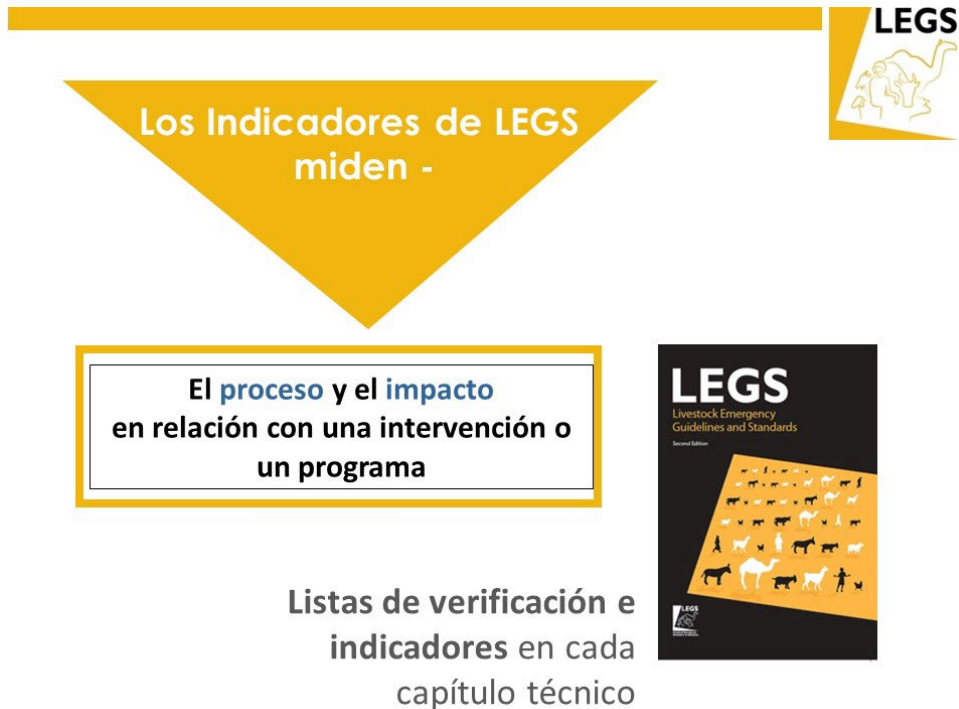 LEGS
Los Indicadores de LEGS
miden -
El proceso y el impacto
en relación con una intervención o
un programa
LEGS
Livestock Emergency
Guidelines and Standards
Second Edition
LEGS
Listas de verificación e
indicadores en cada
capítulo técnico